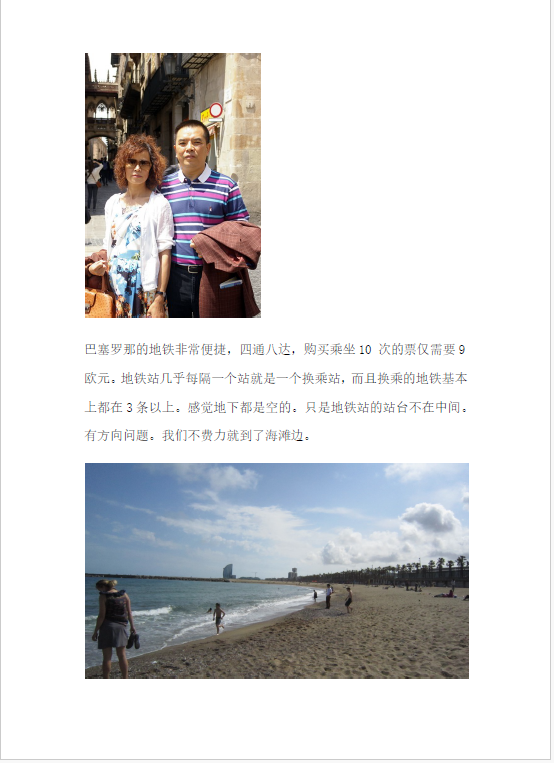 巴塞罗那的地铁非常便捷，四通八达，购买乘坐10 次的票仅需要9
欧元。地铁站几乎每隔一个站就是一个换乘站，而且换乘的地铁基本
上都在3条以上。感觉地下都是空的。只是地铁站的站台不在中间。
有方向问题。我们不费力就到了海滩边。